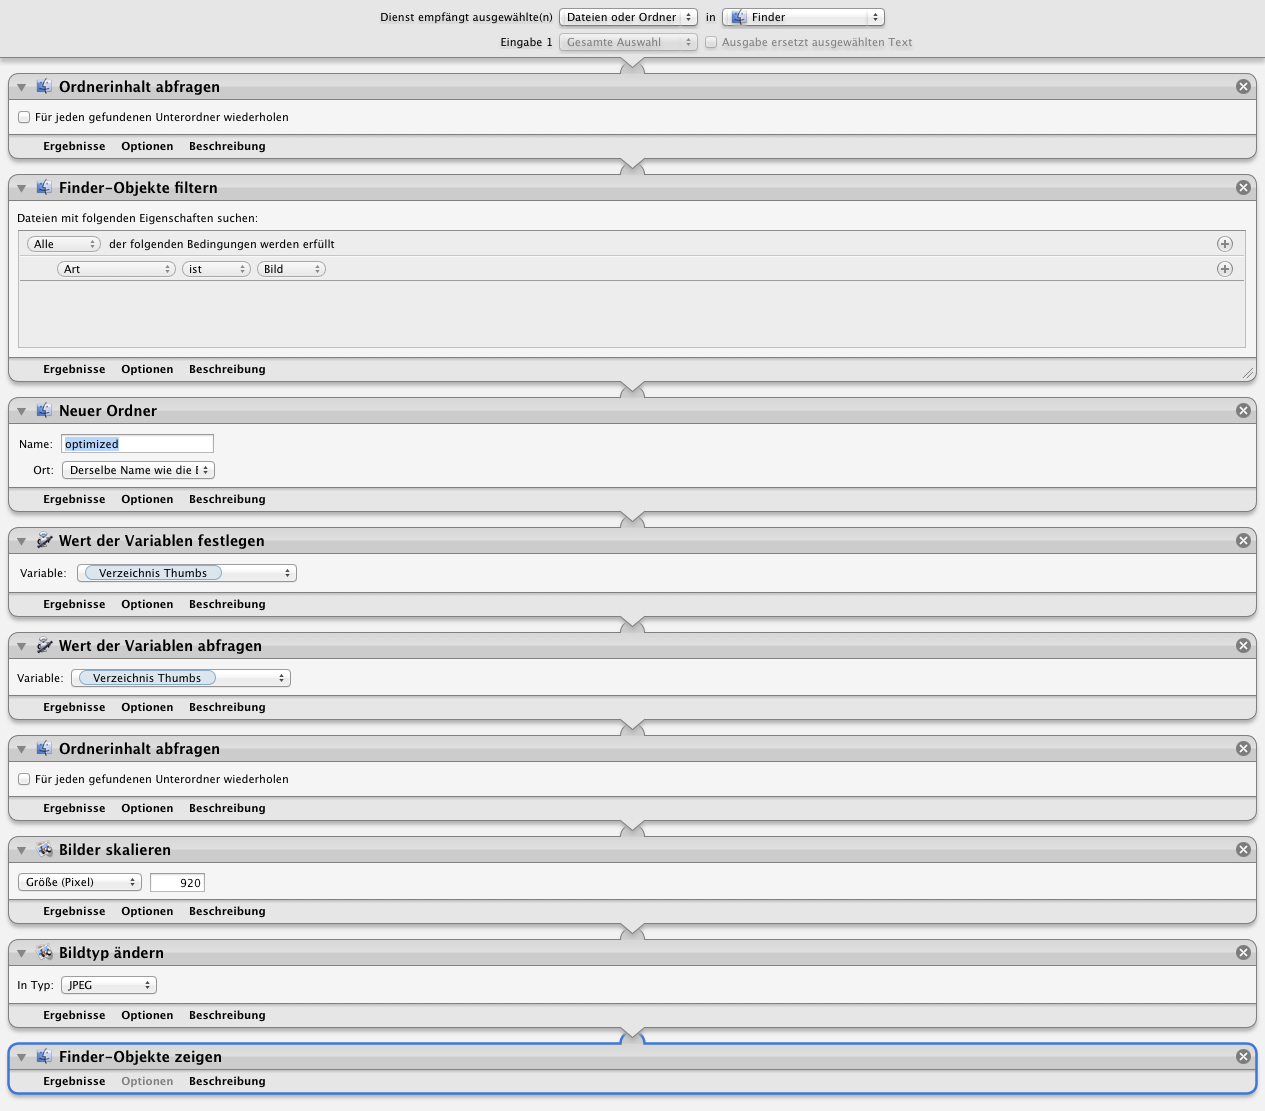 Dienst empfängt ausgewählte(n) Dateien oder Ordner in Finder
Eingabe 1 Gesamte Auswahl Ausgabe ersetzt ausgewählten Text
Ordnerinhalt abfragen
Für jeden gefundenen Unterordner wiederholen
Ergebnisse Optionen Beschreibung
Finder-Objekte filtern
Dateien mit folgenden Eigenschaften suchen:
Alle der folgenden Bedingungen werden erfüllt
Art ist Bild
Ergebnisse Optionen Beschreibung
Neuer Ordner
Name: optimized
Ort: Derselbe Name wie die
Ergebnisse Optionen Beschreibung
Wert der Variablen festlegen
Variable: Verzeichnis Thumbs
Ergebnisse Optionen Beschreibung
Wert der Variablen abfragen
Variable: Verzeichnis Thumbs
Ergebnisse Optionen Beschreibung
Ordnerinhalt abfragen
Für jeden gefundenen Unterordner wiederholen
Ergebnisse Optionen Beschreibung
Bilder skalieren
Größe (Pixel) 920
Ergebnisse Optionen Beschreibung
Bildtyp ändern
In Typ: JPEG
Ergebnisse Optionen Beschreibung
Finder-Objekte zeigen
Ergebnisse Optionen Beschreibung